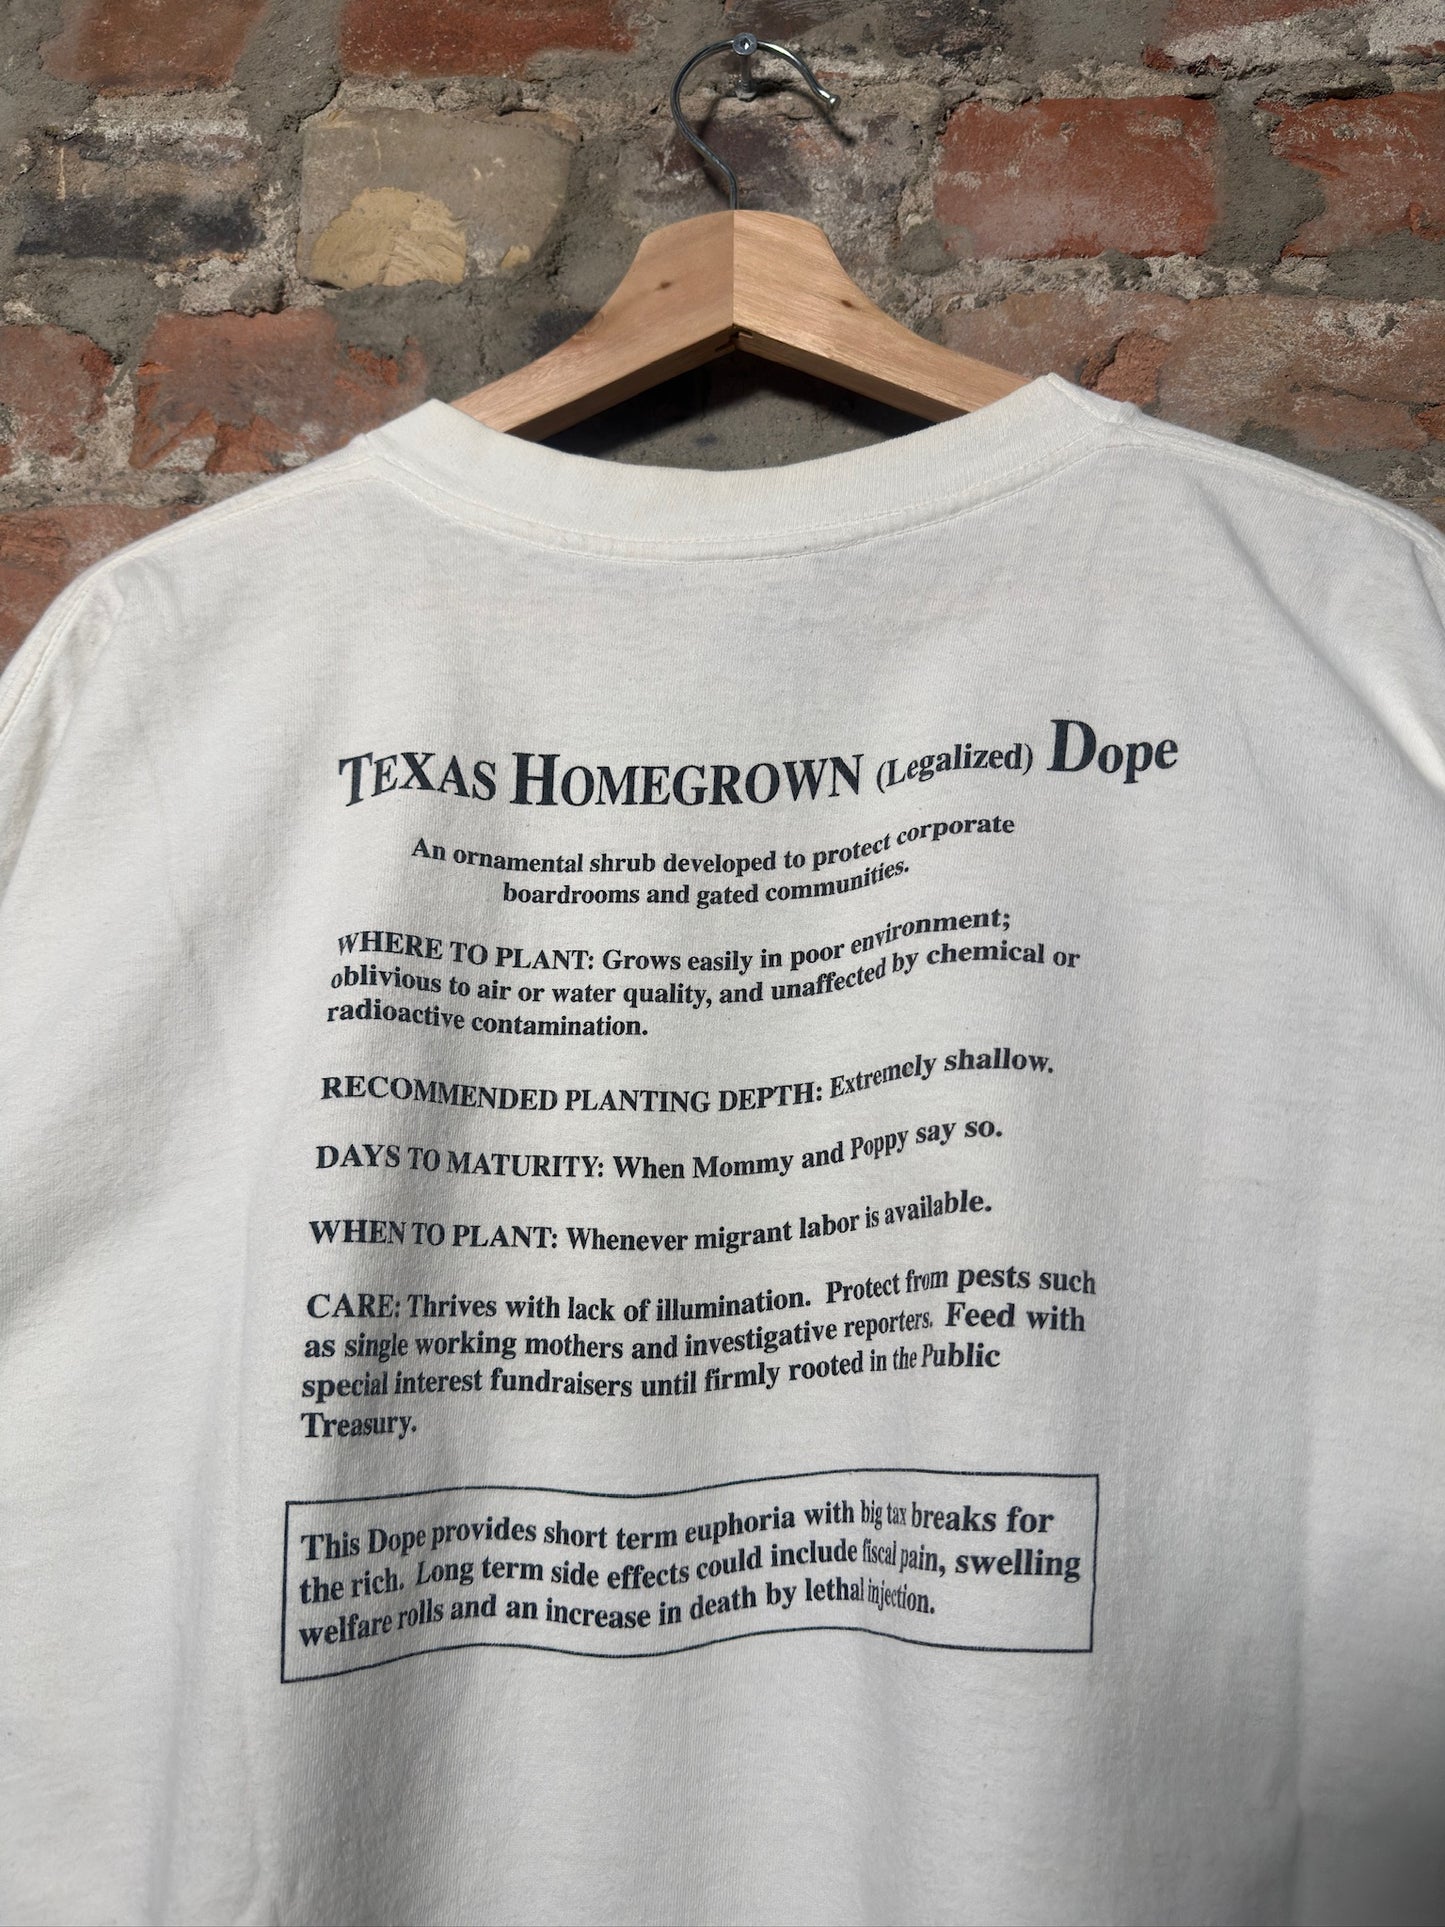 TEXAS HOMEGROWN (Legalized) Dope
An ornamental shrub developed to protect corporate
boardrooms and gated communities.
WHERE TO PLANT: Grows easily in poor environment;
oblivious to air or water quality, and unaffected by chemical or
radioactive contamination.
RECOMMENDED PLANTING DEPTH: Extremely shallow.
DAYS TO MATURITY: When Mommy and Poppy say so.
WHEN TO PLANT: Whenever migrant labor is available.
CARE: Thrives with lack of illumination. Protect from pests such
as single working mothers and investigative reporters. Feed with
special interest fundraisers until firmly rooted in the Public
Treasury.
This Dope provides short term euphoria with big tax breaks for
the rich. Long term side effects could include fiscal pain, swelling
welfare rolls and an increase in death by lethal injection.